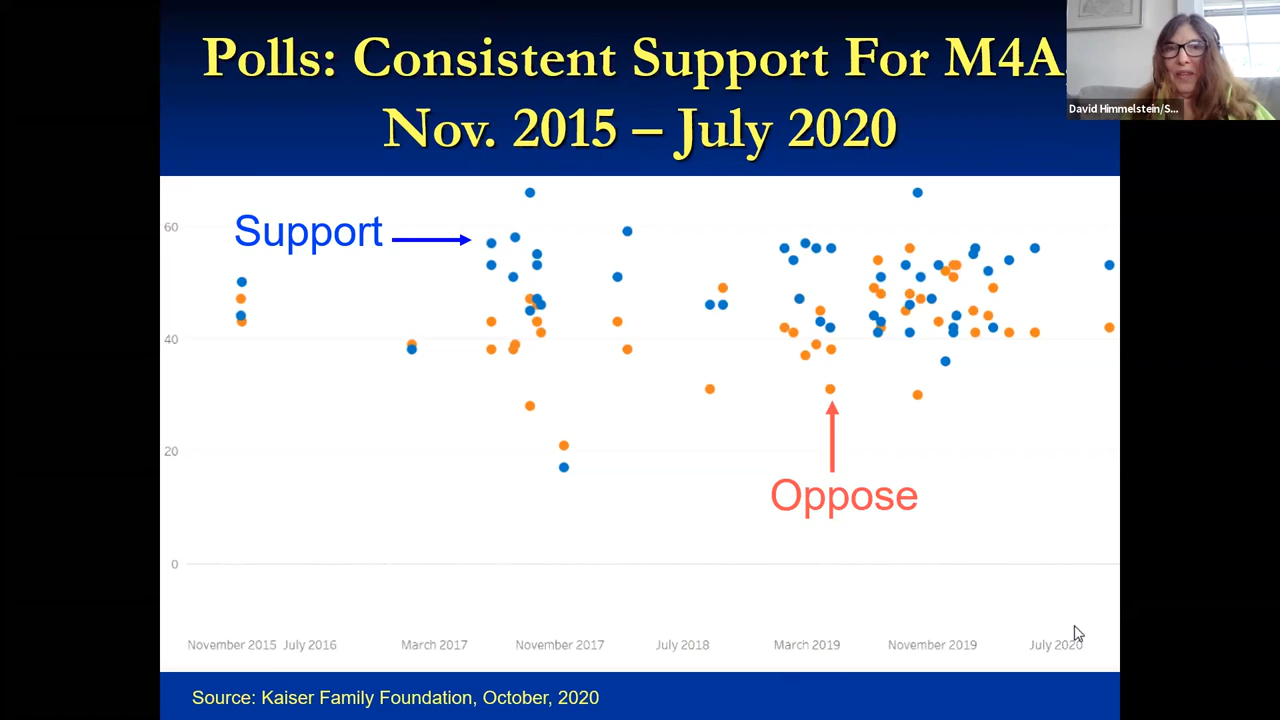 Polls: Consistent Support For M4A
Nov. 2015 – July 2020
David Himmelstein/S...
60
Support
40
20
Oppose
0
November 2015 July 2016 March 2017 November 2017 July 2018 March 2019 November 2019 July 2020
Source: Kaiser Family Foundation, October, 2020